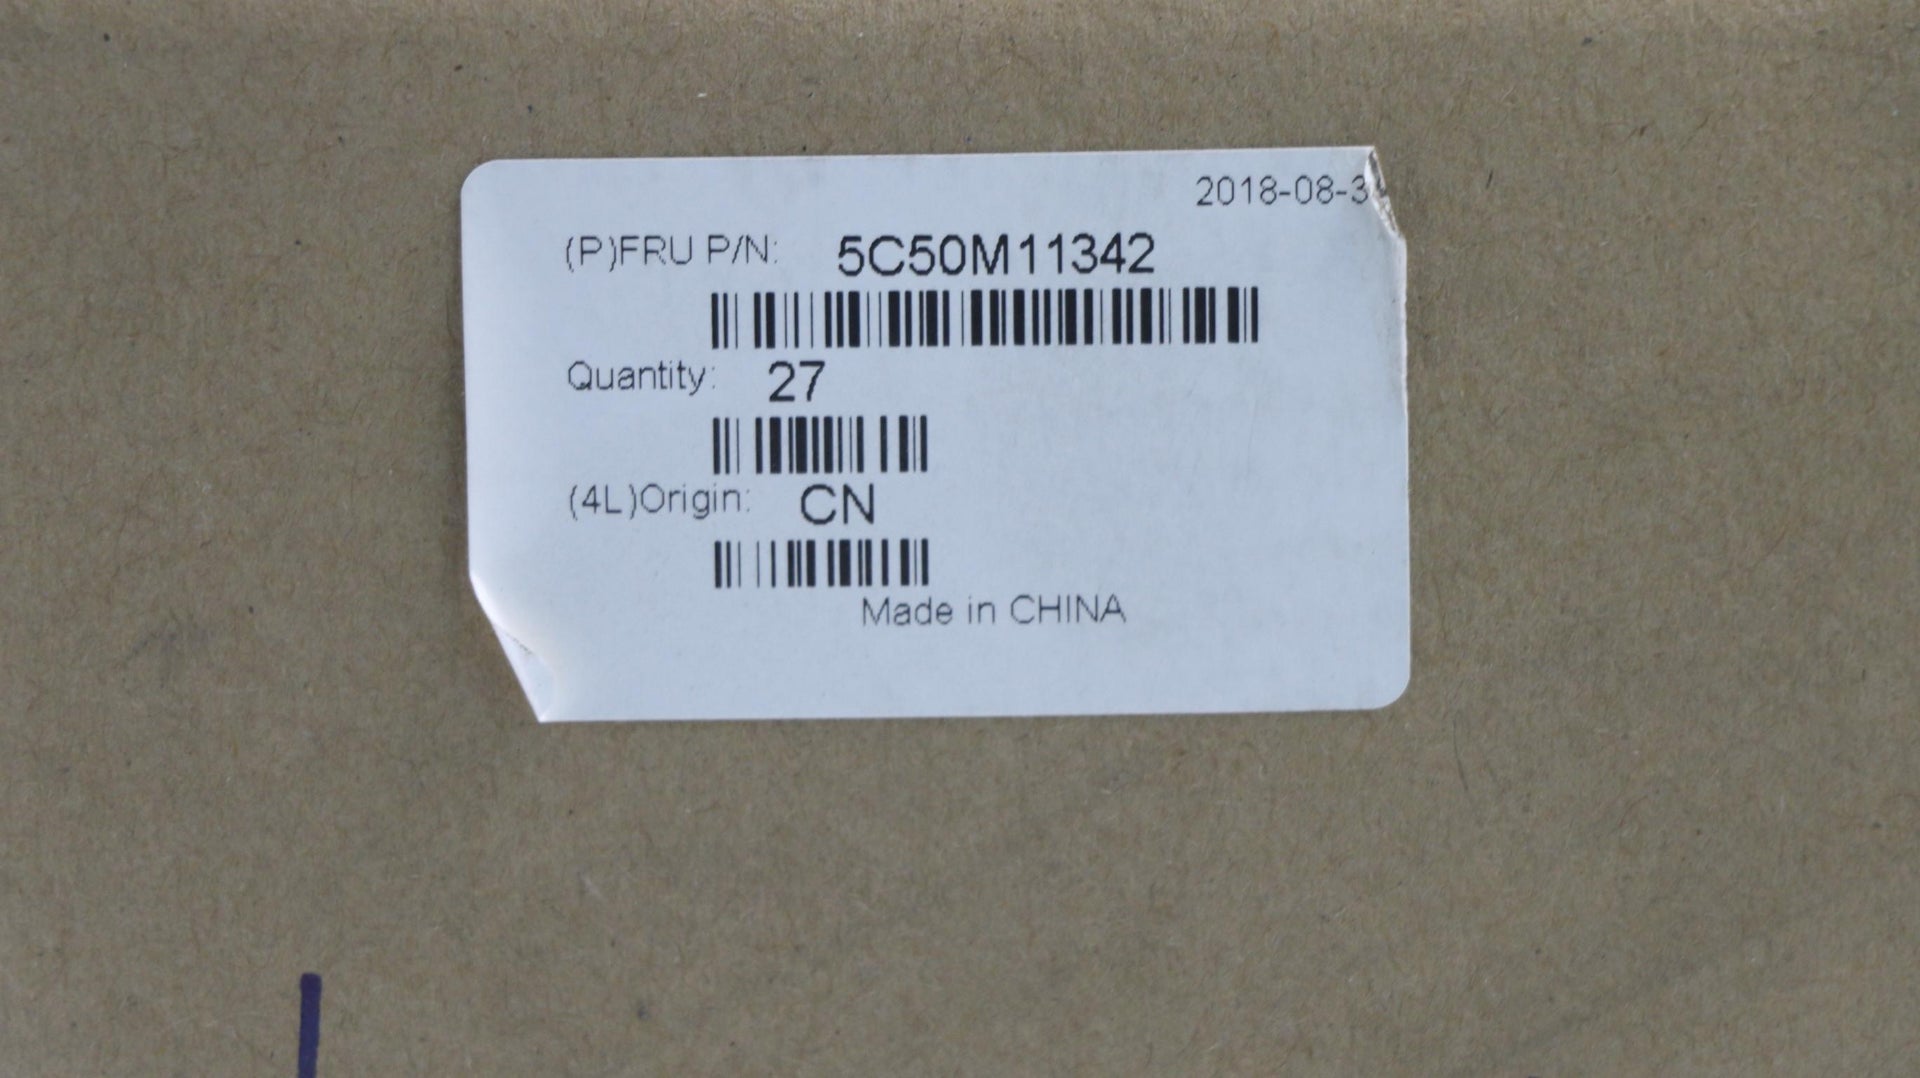 2018-08-3
(P)FRU P/N: 5C50M11342
Quantity: 27
(4L)Origin: CN
Made in CHINA